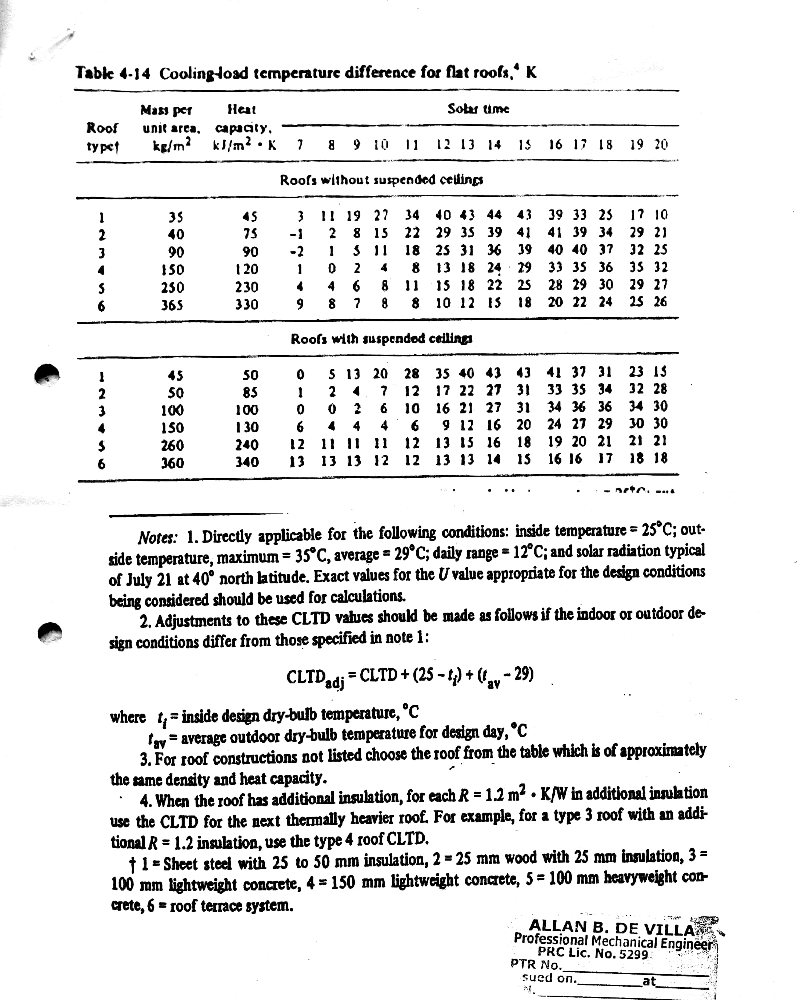 Table 4-14 Cooling-load temperature difference for flat roofs,⁴ K
Mass per Heat Solar time
Roof unit area, capacity,
type† kg/m² kJ/m² • K 7 8 9 10 11 12 13 14 15 16 17 18 19 20
Roofs without suspended ceilings
1 35 45 3 11 19 27 34 40 43 44 43 39 33 25 17 10
2 40 75 -1 2 8 15 22 29 35 39 41 41 39 34 29 21
3 90 90 -2 1 5 11 18 25 31 36 39 40 40 37 32 25
4 150 120 1 0 2 4 8 13 18 24 29 33 35 36 35 32
5 250 230 4 4 6 8 11 15 18 22 25 28 29 30 29 27
6 365 330 9 8 7 8 8 10 12 15 18 20 22 24 25 26
Roofs with suspended ceilings
1 45 50 0 5 13 20 28 35 40 43 43 41 37 31 23 15
2 50 85 1 2 4 7 12 17 22 27 31 33 35 34 32 28
3 100 100 0 0 2 6 10 16 21 27 31 34 36 36 34 30
4 150 130 6 4 4 4 6 9 12 16 20 24 27 29 30 30
5 260 240 12 11 11 11 12 13 15 16 18 19 20 21 21 21
6 360 340 13 13 13 12 12 13 13 14 15 16 16 17 18 18
Notes: 1. Directly applicable for the following conditions: inside temperature = 25°C; out-
side temperature, maximum = 35°C, average = 29°C; daily range = 12°C; and solar radiation typical
of July 21 at 40° north latitude. Exact values for the U value appropriate for the design conditions
being considered should be used for calculations.
2. Adjustments to these CLTD values should be made as follows if the indoor or outdoor de-
sign conditions differ from those specified in note 1:
CLTD_adj = CLTD + (25 - t_i) + (t_av - 29)
where t_i = inside design dry-bulb temperature, °C
t_av = average outdoor dry-bulb temperature for design day, °C
3. For roof constructions not listed choose the roof from the table which is of approximately
the same density and heat capacity.
4. When the roof has additional insulation, for each R = 1.2 m² • K/W in additional insulation
use the CLTD for the next thermally heavier roof. For example, for a type 3 roof with an addi-
tional R = 1.2 insulation, use the type 4 roof CLTD.
† 1 = Sheet steel with 25 to 50 mm insulation, 2 = 25 mm wood with 25 mm insulation, 3 =
100 mm lightweight concrete, 4 = 150 mm lightweight concrete, 5 = 100 mm heavyweight con-
crete, 6 = roof terrace system.
ALLAN B. DE VILLA
Professional Mechanical Engineer
PRC Lic. No. 5299
PTR No.
sued on. at